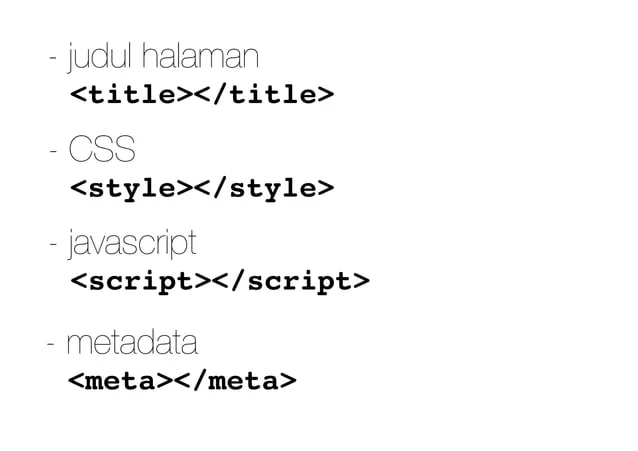 - judul halaman
<title></title>
- CSS
<style></style>
- javascript
<script></script>
- metadata
<meta></meta>